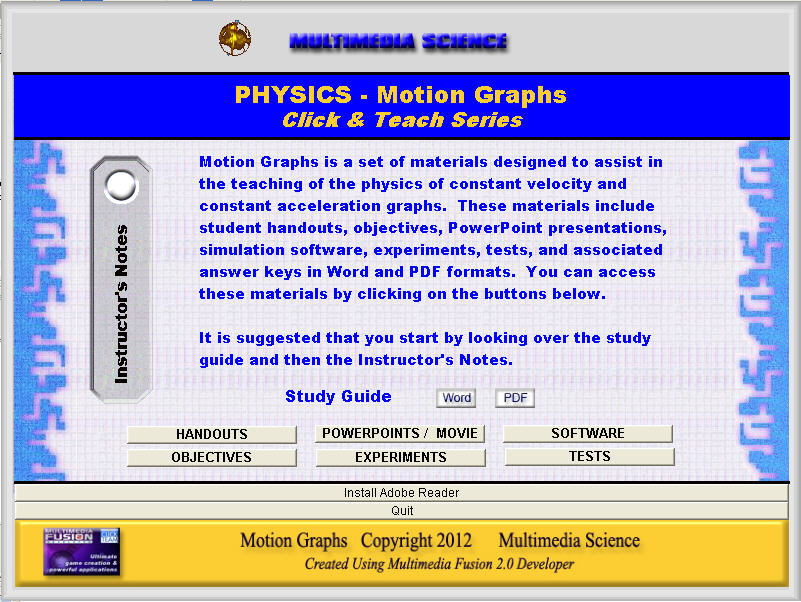 MULTIMEDIA SCIENCE
PHYSICS - Motion Graphs
Click & Teach Series
Instructor's Notes
Motion Graphs is a set of materials designed to assist in
the teaching of the physics of constant velocity and
constant acceleration graphs.  These materials include
student handouts, objectives, PowerPoint presentations,
simulation software, experiments, tests, and associated
answer keys in Word and PDF formats.  You can access
these materials by clicking on the buttons below.
It is suggested that you start by looking over the study
guide and then the Instructor's Notes.
Study Guide Word PDF
HANDOUTS POWERPOINTS / MOVIE SOFTWARE
OBJECTIVES EXPERIMENTS TESTS
Install Adobe Reader
Quit
MULTIMEDIA
FUSION
CLICK
TEAM
Ultimate
game creation &
powerful applications
Motion Graphs Copyright 2012 Multimedia Science
Created Using Multimedia Fusion 2.0 Developer